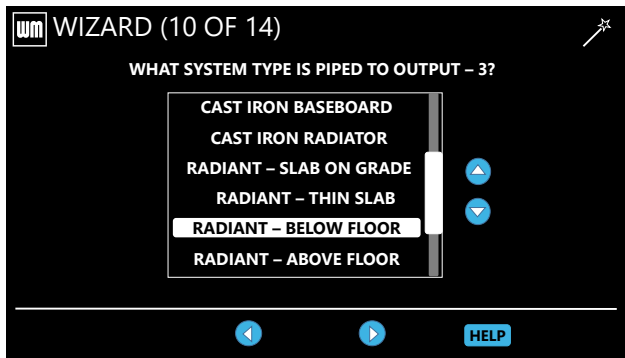 wm WIZARD (10 OF 14)
WHAT SYSTEM TYPE IS PIPED TO OUTPUT – 3?
CAST IRON BASEBOARD
CAST IRON RADIATOR
RADIANT – SLAB ON GRADE
RADIANT – THIN SLAB
RADIANT – BELOW FLOOR
RADIANT – ABOVE FLOOR
HELP